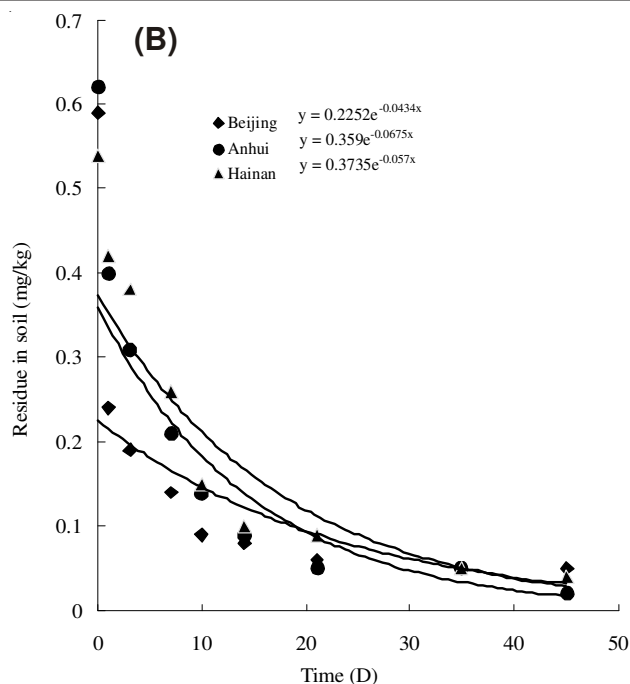 (B)
0.7
0.6
0.5
0.4
0.3
0.2
0.1
0
Residue in soil (mg/kg)
Beijing y = 0.2252e^-0.0434x
Anhui y = 0.359e^-0.0675x
Hainan y = 0.3735e^-0.057x
0 10 20 30 40 50
Time (D)